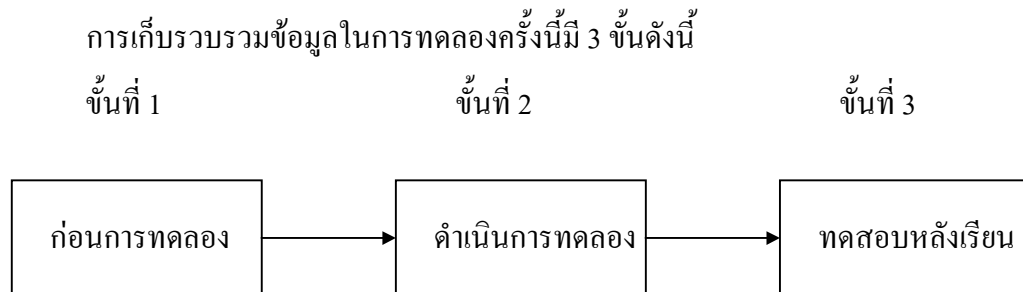 การเก็บรวบรวมข้อมูลในการทดลองครั้งนี้มี 3 ขั้นดังนี้
ขั้นที่ 1 ขั้นที่ 2 ขั้นที่ 3
ก่อนการทดลอง ดำเนินการทดลอง ทดสอบหลังเรียน